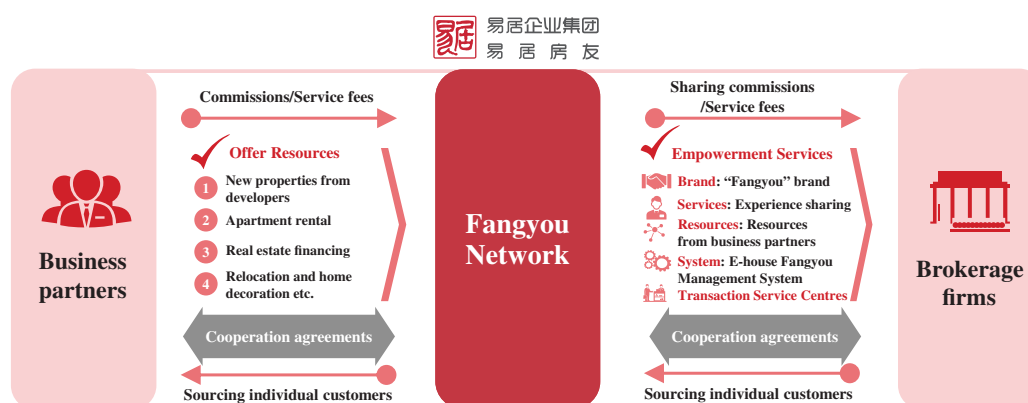 易居
易居企业集团
易居房友
Business
partners
Commissions/Service fees
Offer Resources
1 New properties from
developers
2 Apartment rental
3 Real estate financing
4 Relocation and home
decoration etc.
Cooperation agreements
Sourcing individual customers
Fangyou
Network
Sharing commissions
/Service fees
Empowerment Services
Brand: “Fangyou” brand
Services: Experience sharing
Resources: Resources
from business partners
System: E-house Fangyou
Management System
Transaction Service Centres
Cooperation agreements
Sourcing individual customers
Brokerage
firms